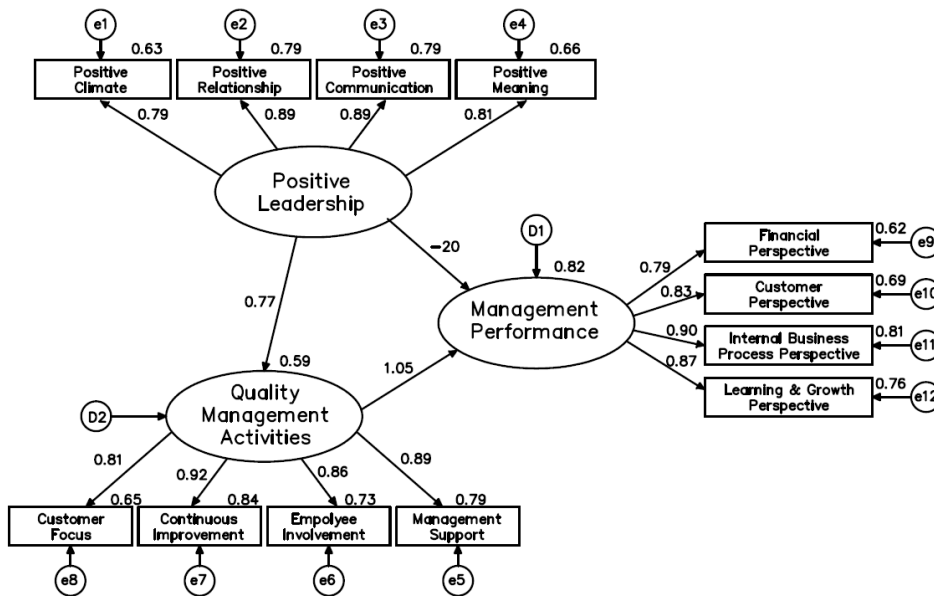 e1
e2
e3
e4
0.63
0.79
0.79
0.66
Positive
Climate
Positive
Relationship
Positive
Communication
Positive
Meaning
0.79
0.89
0.89
0.81
Positive
Leadership
-20
0.77
D1
0.82
Management
Performance
0.79
0.83
0.90
0.87
Financial
Perspective
0.62
e9
Customer
Perspective
0.69
e10
Internal Business
Process Perspective
0.81
e11
Learning & Growth
Perspective
0.76
e12
1.05
0.59
Quality
Management
Activities
D2
0.81
0.92
0.86
0.89
0.65
0.84
0.73
0.79
Customer
Focus
Continuous
Improvement
Empolyee
Involvement
Management
Support
e8
e7
e6
e5